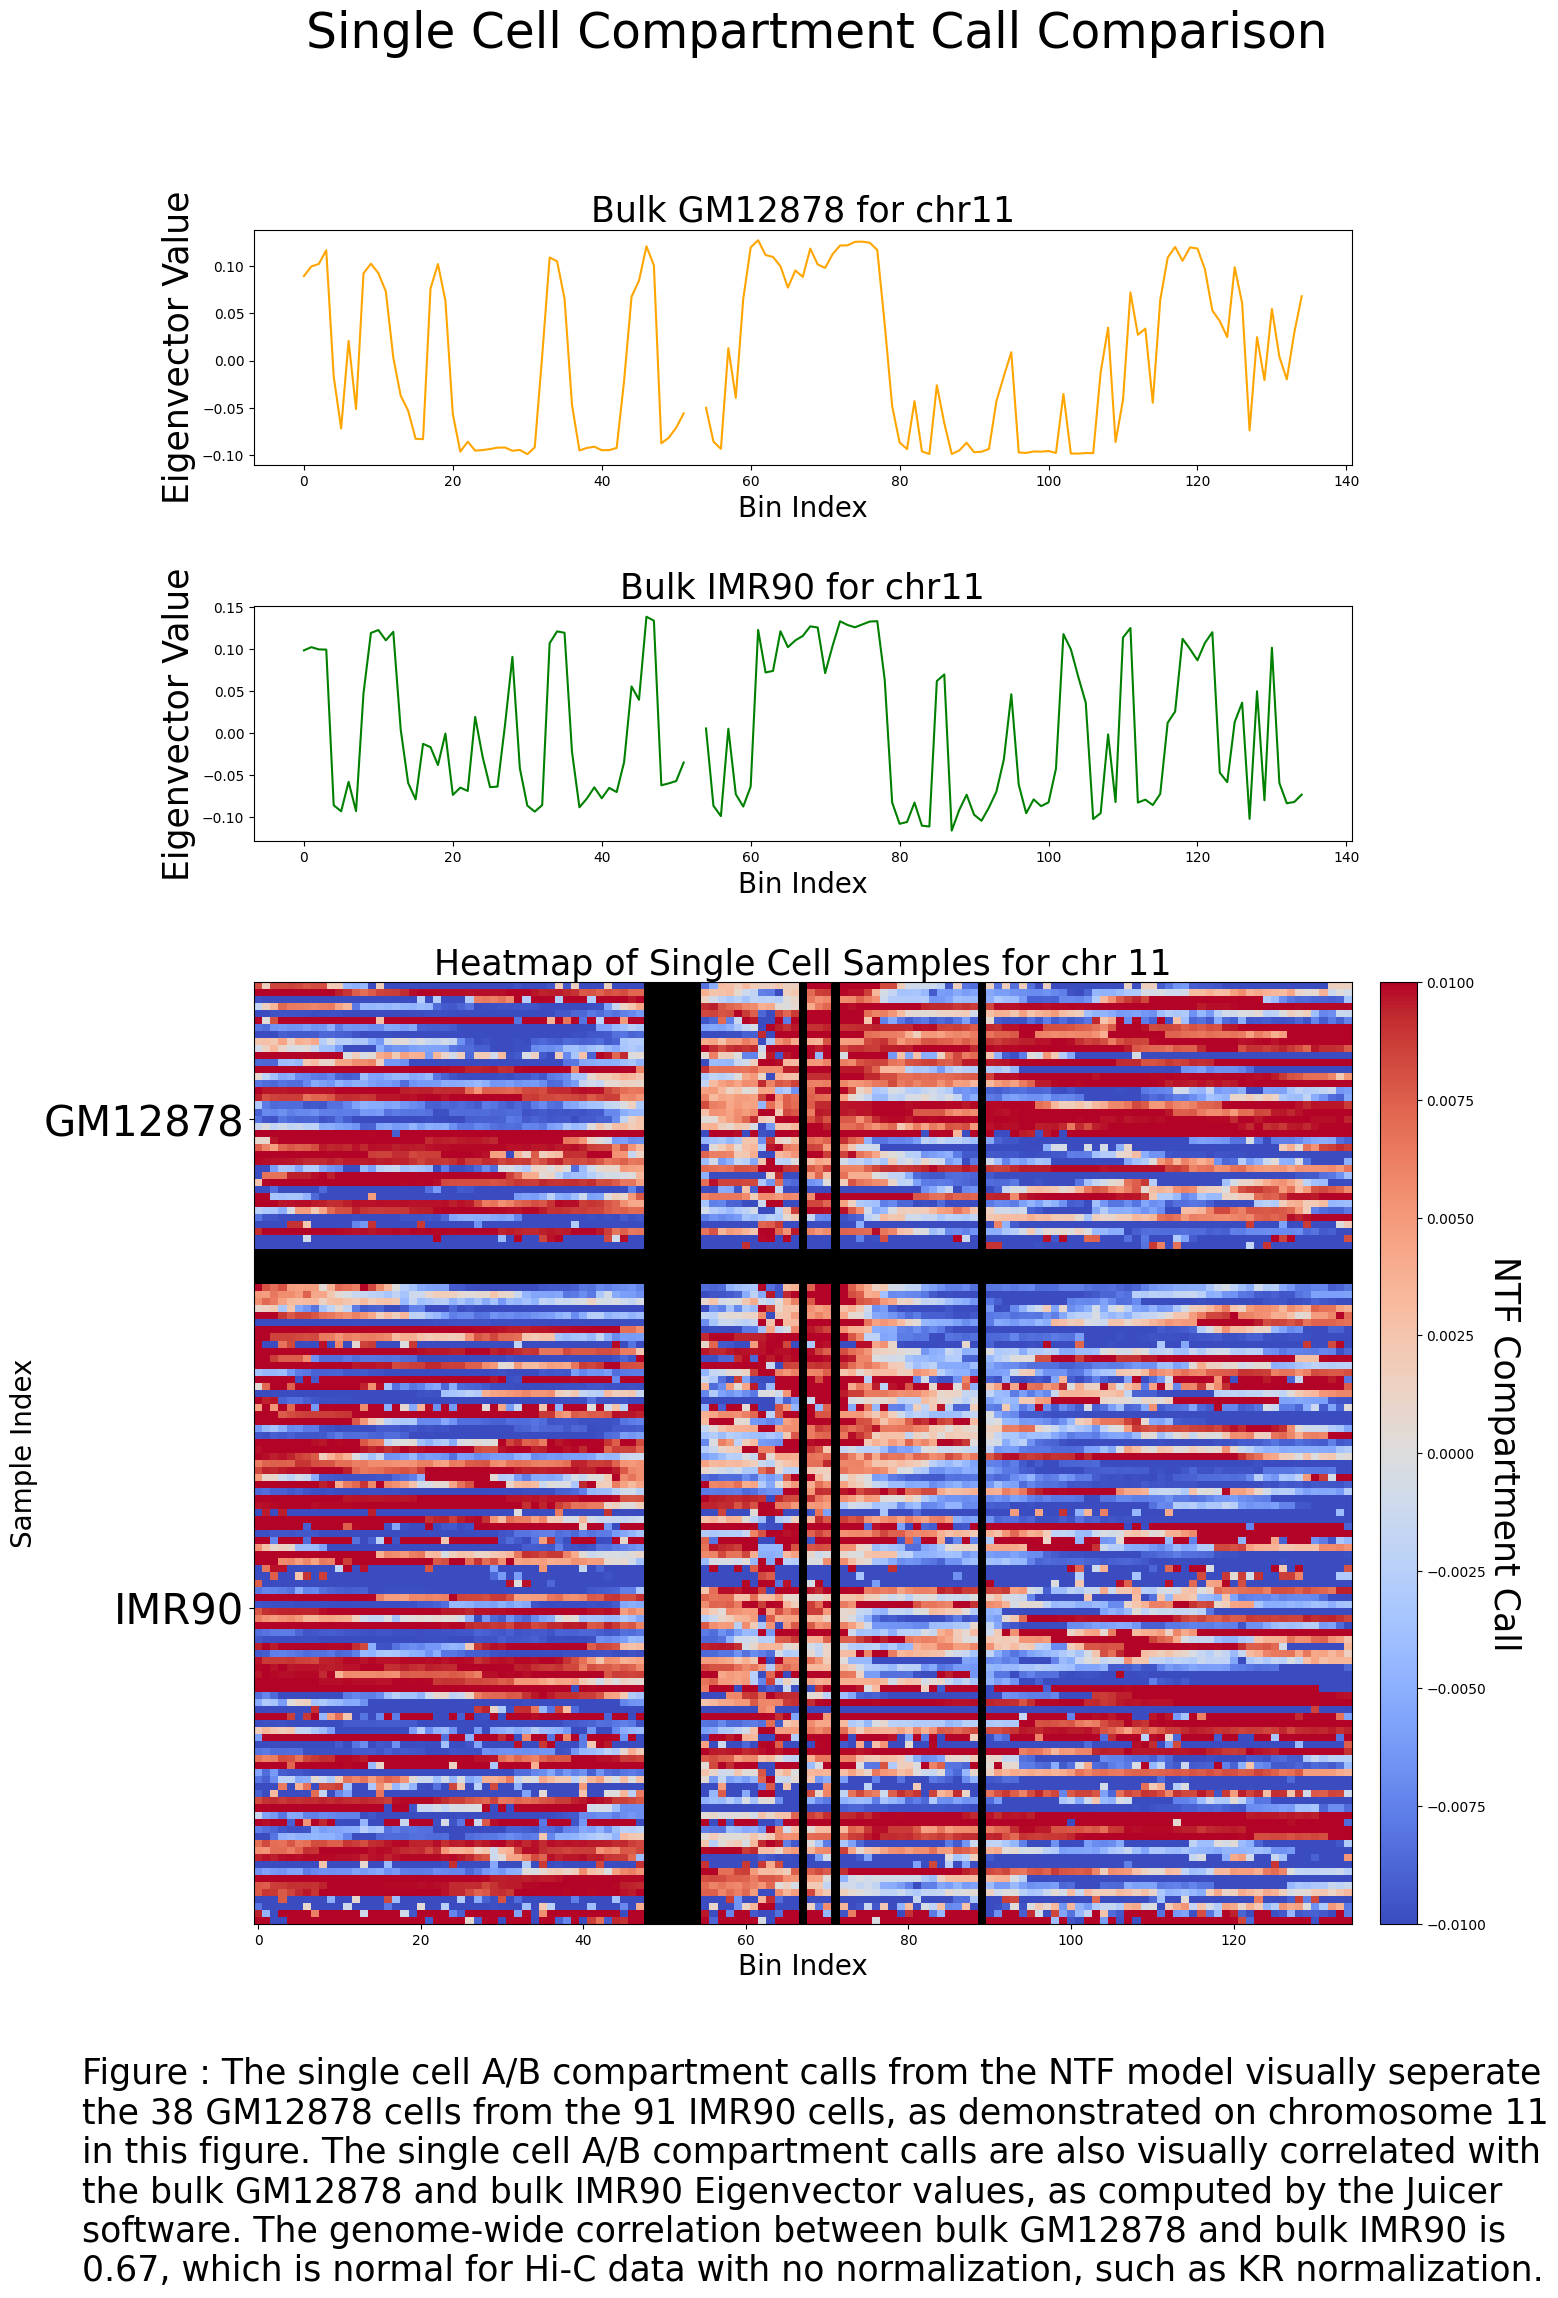 Single Cell Compartment Call Comparison
Bulk GM12878 for chr11
Eigenvector Value
0.10
0.05
0.00
−0.05
−0.10
0 20 40 60 80 100 120 140
Bin Index
Bulk IMR90 for chr11
Eigenvector Value
0.15
0.10
0.05
0.00
−0.05
−0.10
0 20 40 60 80 100 120 140
Bin Index
Heatmap of Single Cell Samples for chr 11
Sample Index
GM12878
IMR90
0 20 40 60 80 100 120
Bin Index
0.0100
0.0075
0.0050
0.0025
0.0000
−0.0025
−0.0050
−0.0075
−0.0100
NTF Compartment Call
Figure : The single cell A/B compartment calls from the NTF model visually seperate
the 38 GM12878 cells from the 91 IMR90 cells, as demonstrated on chromosome 11
in this figure. The single cell A/B compartment calls are also visually correlated with
the bulk GM12878 and bulk IMR90 Eigenvector values, as computed by the Juicer
software. The genome-wide correlation between bulk GM12878 and bulk IMR90 is
0.67, which is normal for Hi-C data with no normalization, such as KR normalization.